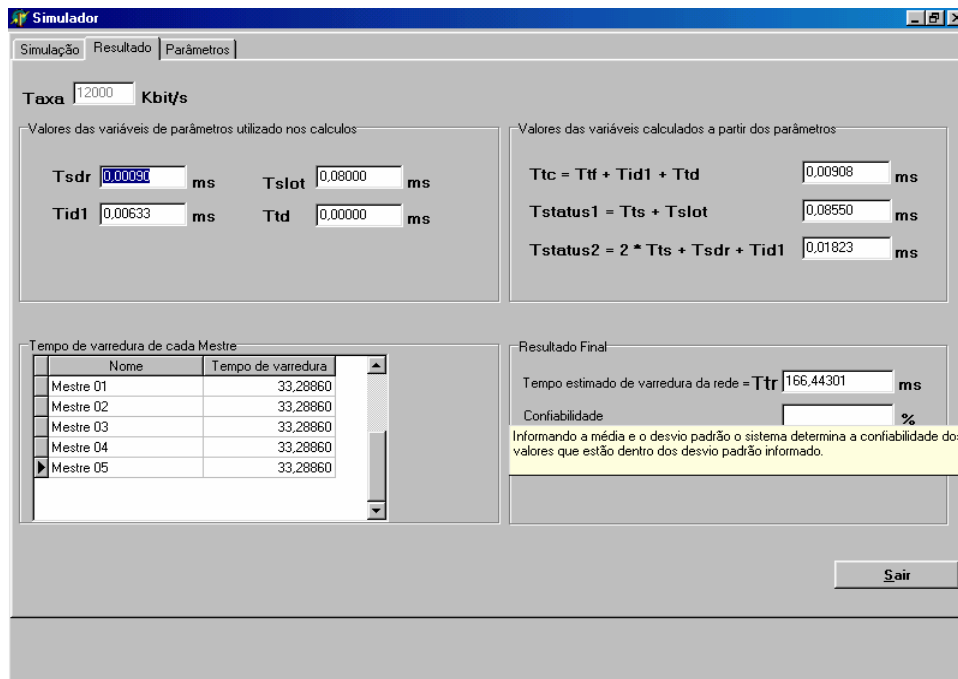 Simulador
Simulação Resultado Parâmetros
Taxa 12000 Kbit/s
Valores das variáveis de parâmetros utilizado nos calculos
Tsdr 0,00090 ms Tslot 0,08000 ms
Tid1 0,00633 ms Ttd 0,00000 ms
Valores das variáveis calculados a partir dos parâmetros
Ttc = Ttf + Tid1 + Ttd 0,00908 ms
Tstatus1 = Tts + Tslot 0,08550 ms
Tstatus2 = 2 * Tts + Tsdr + Tid1 0,01823 ms
Tempo de varredura de cada Mestre
Nome Tempo de varredura
Mestre 01 33,28860
Mestre 02 33,28860
Mestre 03 33,28860
Mestre 04 33,28860
Mestre 05 33,28860
Resultado Final
Tempo estimado de varredura da rede = Ttr 166,44301 ms
Confiabilidade %
Informando a média e o desvio padrão o sistema determina a confiabilidade dos
valores que estão dentro dos desvio padrão informado.
Sair